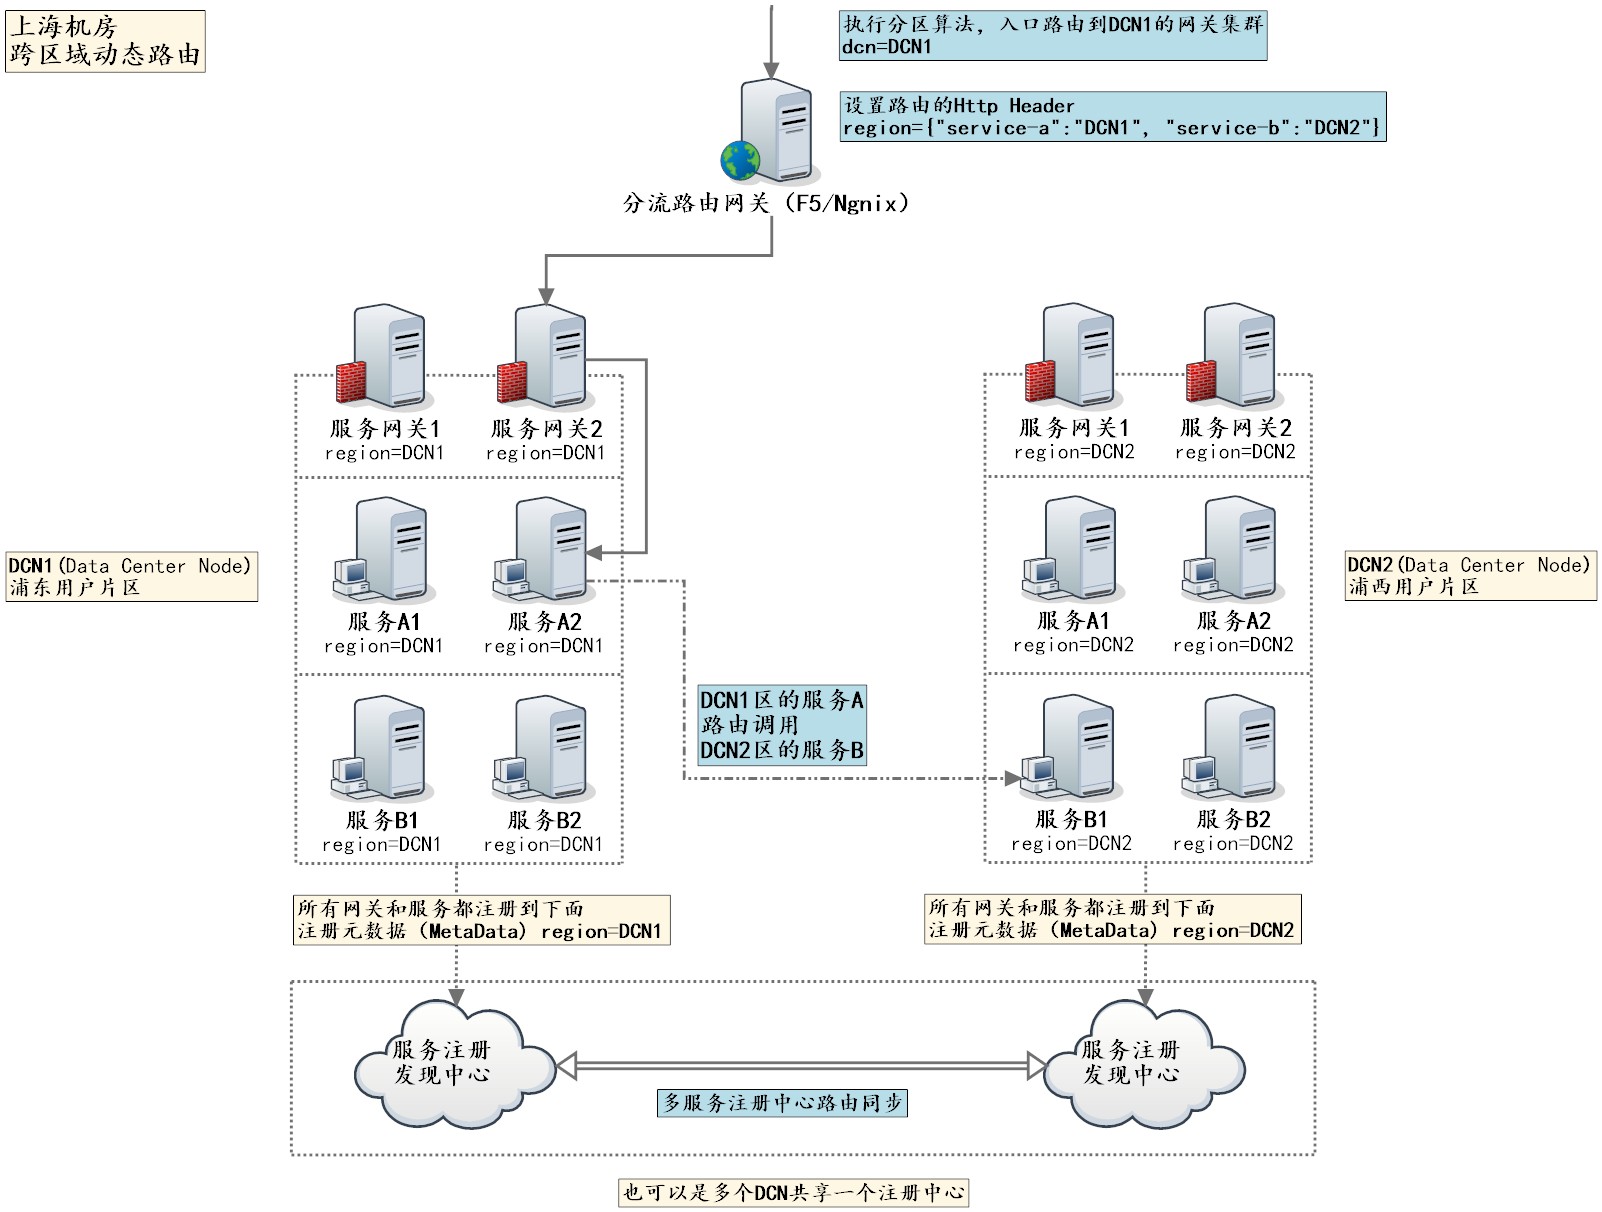 上海机房
跨区域动态路由
执行分区算法，入口路由到DCN1的网关集群
dcn=DCN1
设置路由的Http Header
region={"service-a":"DCN1", "service-b":"DCN2"}
分流路由网关（F5/Ngnix）
服务网关1
region=DCN1
服务网关2
region=DCN1
服务网关1
region=DCN2
服务网关2
region=DCN2
DCN1(Data Center Node)
浦东用户片区
服务A1
region=DCN1
服务A2
region=DCN1
服务A1
region=DCN2
服务A2
region=DCN2
DCN2(Data Center Node)
浦西用户片区
DCN1区的服务A
路由调用
DCN2区的服务B
服务B1
region=DCN1
服务B2
region=DCN1
服务B1
region=DCN2
服务B2
region=DCN2
所有网关和服务都注册到下面
注册元数据（MetaData）region=DCN1
所有网关和服务都注册到下面
注册元数据（MetaData）region=DCN2
服务注册
发现中心
服务注册
发现中心
多服务注册中心路由同步
也可以是多个DCN共享一个注册中心